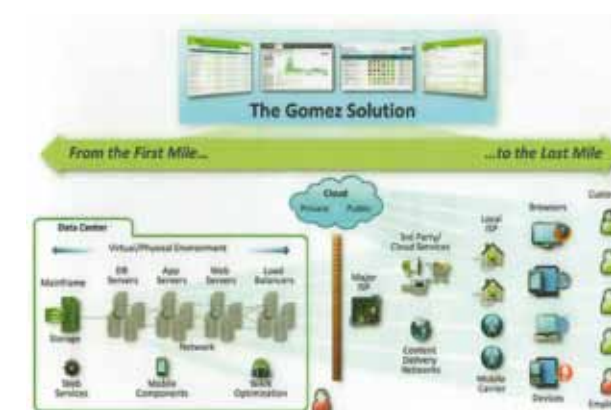 The Gomez Solution
From the First Mile...
...to the Last Mile
Cloud
Private Public
Data Center
Virtual/Physical Environment
Mainframe
DB
Servers
App
Servers
Web
Servers
Load
Balancers
Storage
Network
Web
Services
Mobile
Components
WAN
Optimization
Major
ISP
3rd Party/
Cloud Services
Content
Delivery
Networks
Local
ISP
Mobile
Carrier
Browsers
Devices